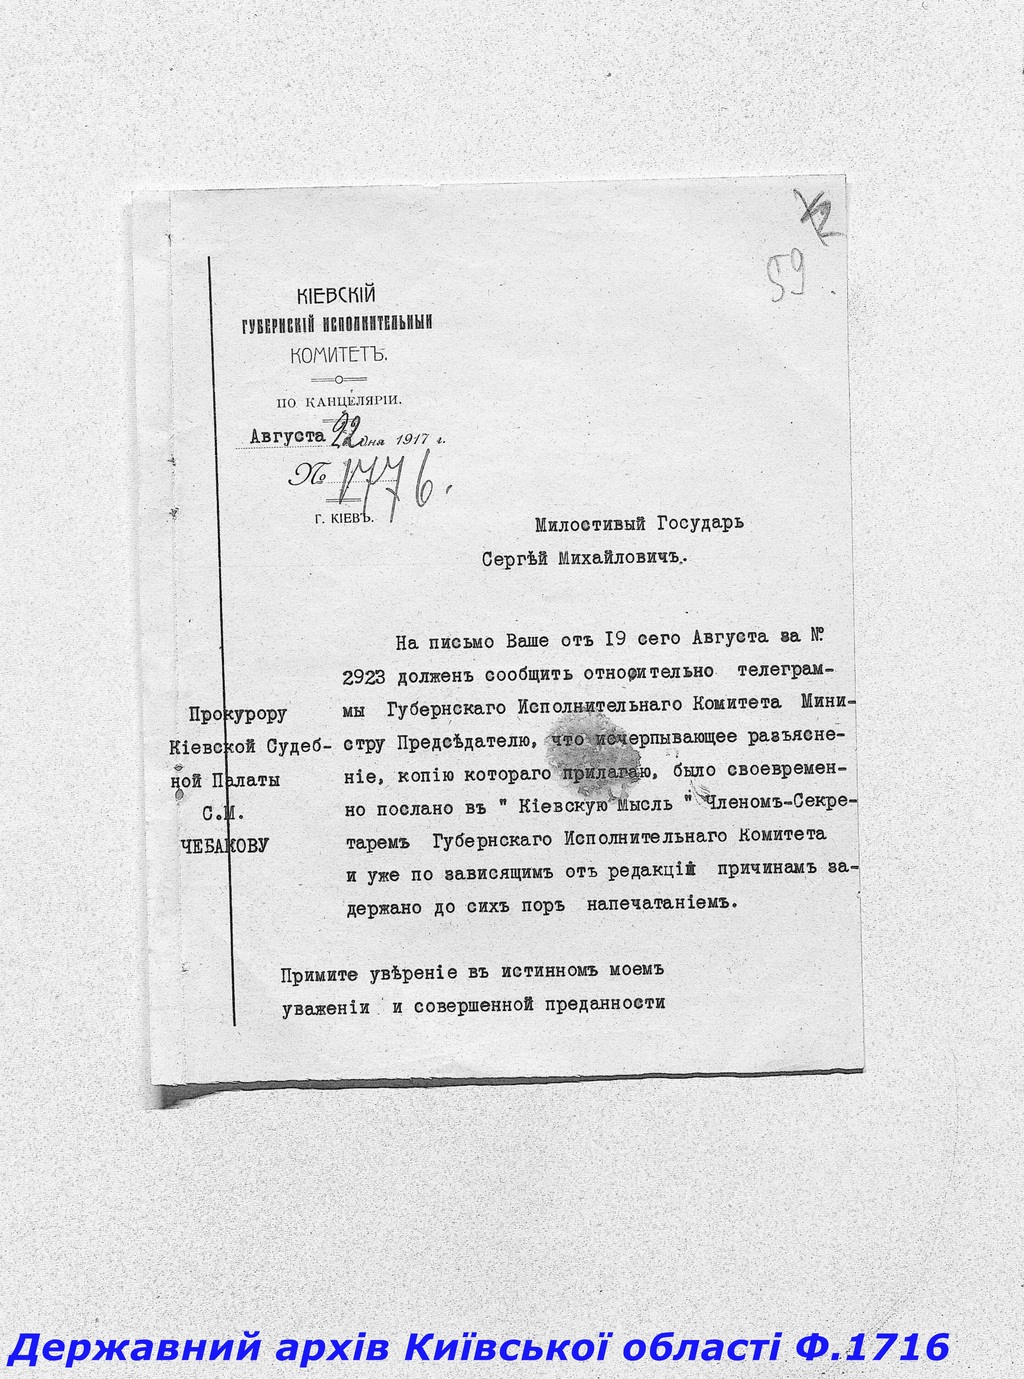 59.
КІЕВСКІЙ
ГУБЕРНСКІЙ ИСПОЛНИТЕЛЬНЫЙ
КОМИТЕТЪ.
ПО КАНЦЕЛЯРІИ.
Августа 22 дня 1917 г.
№ 1776.
Г. КІЕВЪ.
Милостивый Государь
Сергѣй Михайловичъ.
На письмо Ваше отъ I9 сего Августа за №
2923 долженъ сообщить относительно телеграм-
мы Губернскаго Исполнительнаго Комитета Мини-
стру Предсѣдателю, что исчерпывающее разъясне-
ніе, копію котораго прилагаю, было своевремен-
но послано въ " Кіевскую Мысль " Членомъ-Секре-
таремъ Губернскаго Исполнительнаго Комитета
и уже по зависящимъ отъ редакцій причинамъ за-
держано до сихъ поръ напечатаніемъ.
Прокурору
Кіевской Судеб-
ной Палаты
С.М.
ЧЕБАКОВУ
Примите увѣреніе въ истинномъ моемъ
уваженіи и совершенной преданности
Державний архів Київської області Ф.1716